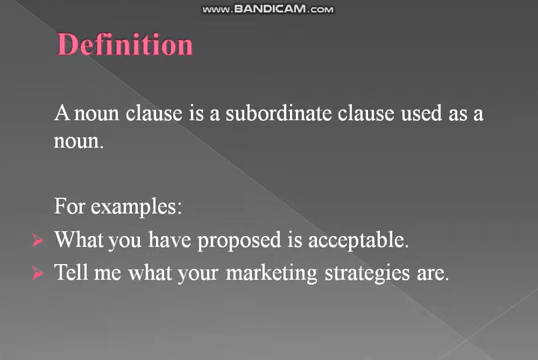 www.BANDICAM.com
Definition
A noun clause is a subordinate clause used as a
noun.
For examples:
What you have proposed is acceptable.
Tell me what your marketing strategies are.